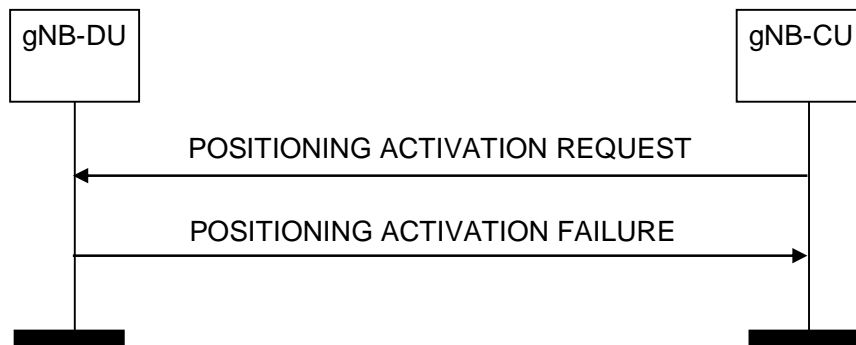 gNB-DU
gNB-CU
POSITIONING ACTIVATION REQUEST
POSITIONING ACTIVATION FAILURE